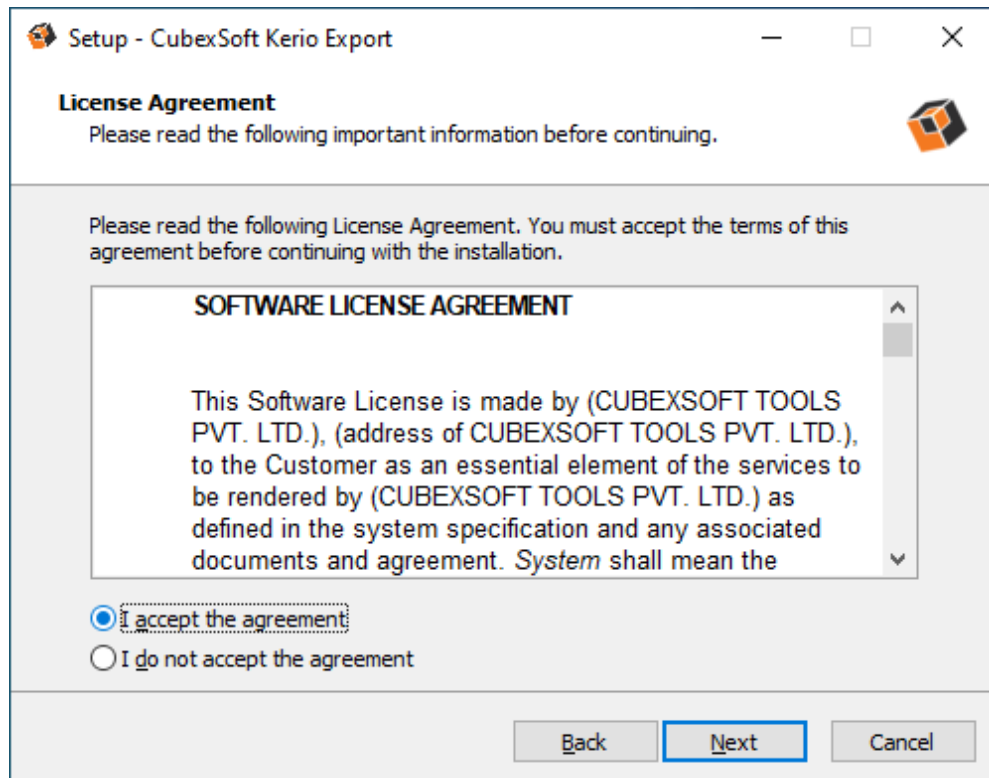 Setup - CubexSoft Kerio Export
License Agreement
Please read the following important information before continuing.
Please read the following License Agreement. You must accept the terms of this
agreement before continuing with the installation.
SOFTWARE LICENSE AGREEMENT
This Software License is made by (CUBEXSOFT TOOLS
PVT. LTD.), (address of CUBEXSOFT TOOLS PVT. LTD.),
to the Customer as an essential element of the services to
be rendered by (CUBEXSOFT TOOLS PVT. LTD.) as
defined in the system specification and any associated
documents and agreement. System shall mean the
I accept the agreement
I do not accept the agreement
Back Next Cancel